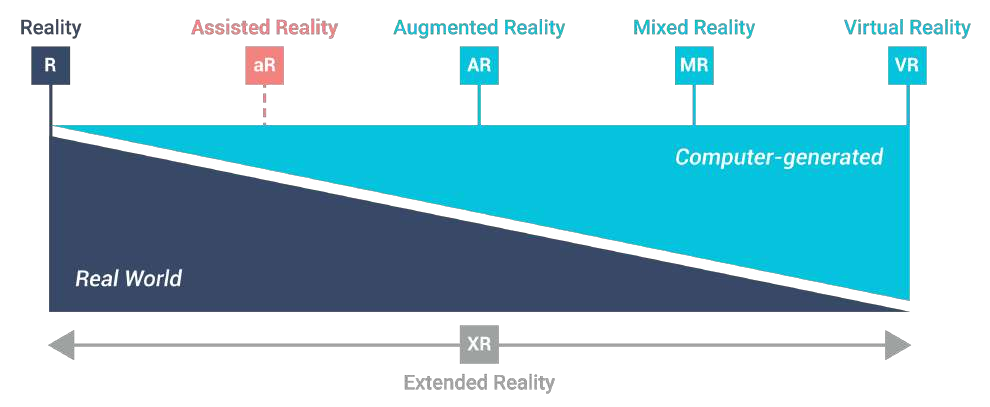 Reality
Assisted Reality
Augmented Reality
Mixed Reality
Virtual Reality
R
aR
AR
MR
VR
Computer-generated
Real World
XR
Extended Reality